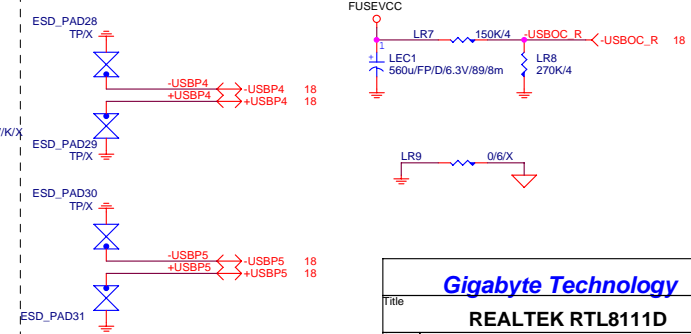 FUSEVCC
ESD_PAD28
TP/X
LR7 150K/4 -USBOC_R -USBOC_R 18
1
+ LEC1
560u/FP/D/6.3V/89/8m
LR8
270K/4
-USBP4 -USBP4 18
+USBP4 +USBP4 18
/K/X
ESD_PAD29
TP/X
LR9 0/6/X
ESD_PAD30
TP/X
-USBP5 -USBP5 18
+USBP5 +USBP5 18
ESD_PAD31
Gigabyte Technology
Title
REALTEK RTL8111D